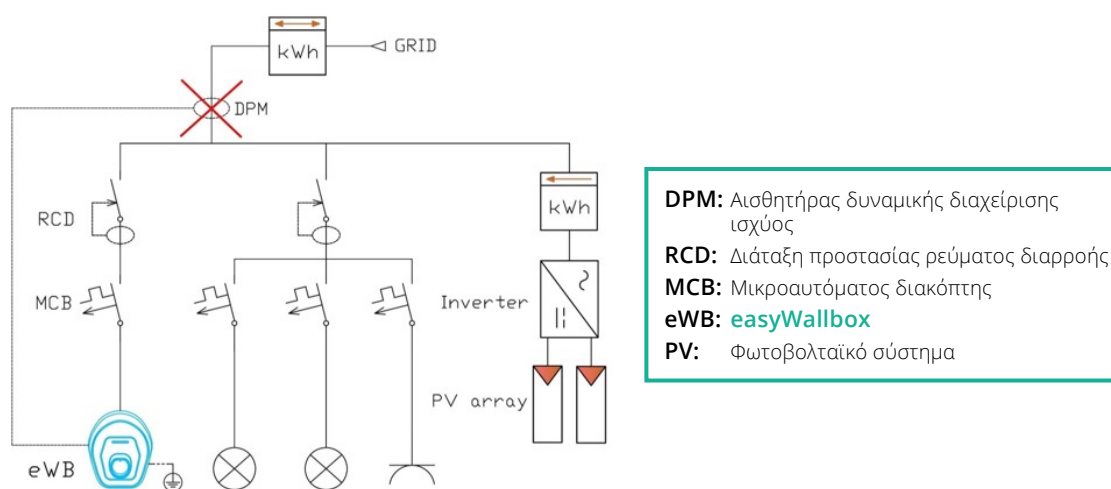 kWh
GRID
DPM
RCD
kWh
MCB
Inverter
PV array
eWB
DPM: Αισθητήρας δυναμικής διαχείρισης
ισχύος
RCD: Διάταξη προστασίας ρεύματος διαρροής
MCB: Μικροαυτόματος διακόπτης
eWB: easyWallbox
PV: Φωτοβολταϊκό σύστημα